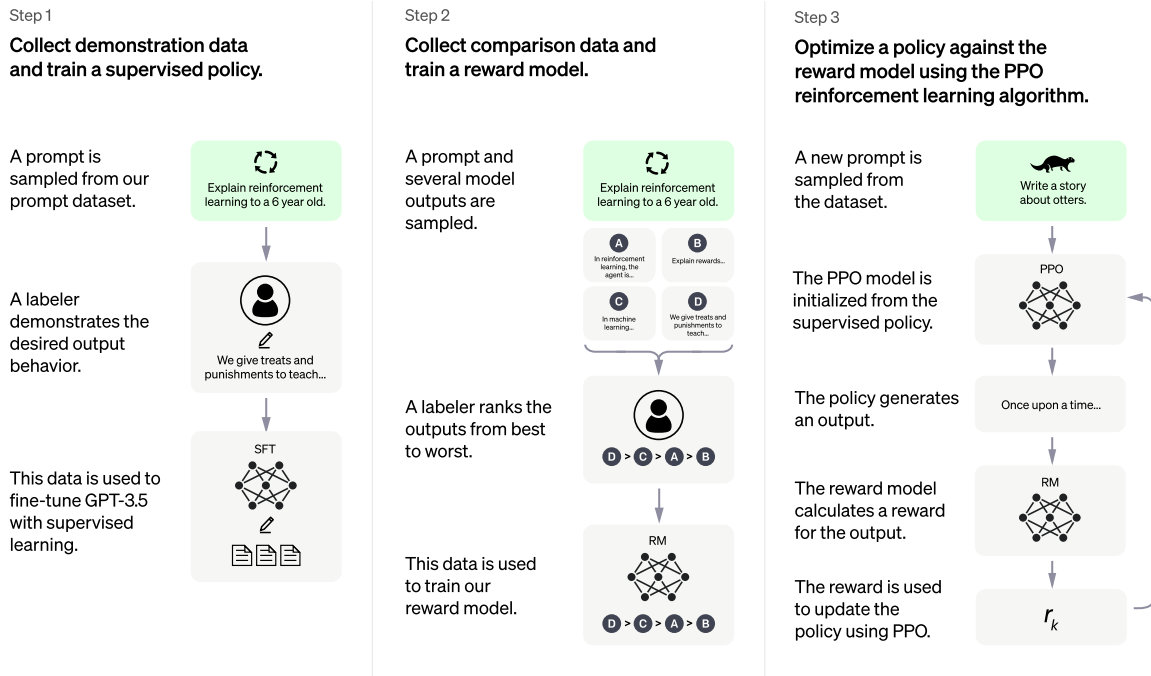 Step 1
Collect demonstration data
and train a supervised policy.
A prompt is
sampled from our
prompt dataset.
Explain reinforcement
learning to a 6 year old.
A labeler
demonstrates the
desired output
behavior.
We give treats and
punishments to teach...
This data is used to
fine-tune GPT-3.5
with supervised
learning.
SFT
Step 2
Collect comparison data and
train a reward model.
A prompt and
several model
outputs are
sampled.
Explain reinforcement
learning to a 6 year old.
A
In reinforcement
learning, the
agent is...
B
Explain rewards...
C
In machine
learning...
D
We give treats and
punishments to
teach...
A labeler ranks the
outputs from best
to worst.
D > C > A > B
This data is used
to train our
reward model.
RM
D > C > A > B
Step 3
Optimize a policy against the
reward model using the PPO
reinforcement learning algorithm.
A new prompt is
sampled from
the dataset.
Write a story
about otters.
The PPO model is
initialized from the
supervised policy.
PPO
The policy generates
an output.
Once upon a time...
The reward model
calculates a reward
for the output.
RM
The reward is used
to update the
policy using PPO.
rk